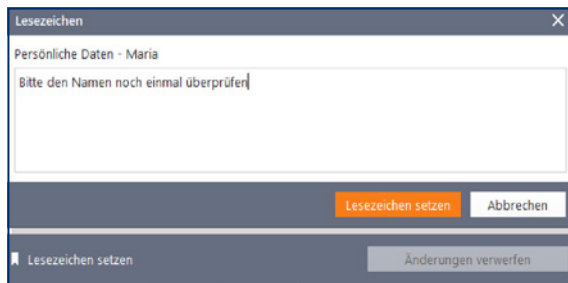 Lesezeichen
Persönliche Daten - Maria
Bitte den Namen noch einmal überprüfen
Lesezeichen setzen Abbrechen
Lesezeichen setzen Änderungen verwerfen